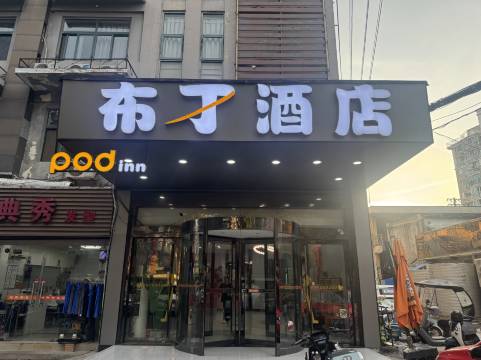 布丁酒店
pod inn
典秀